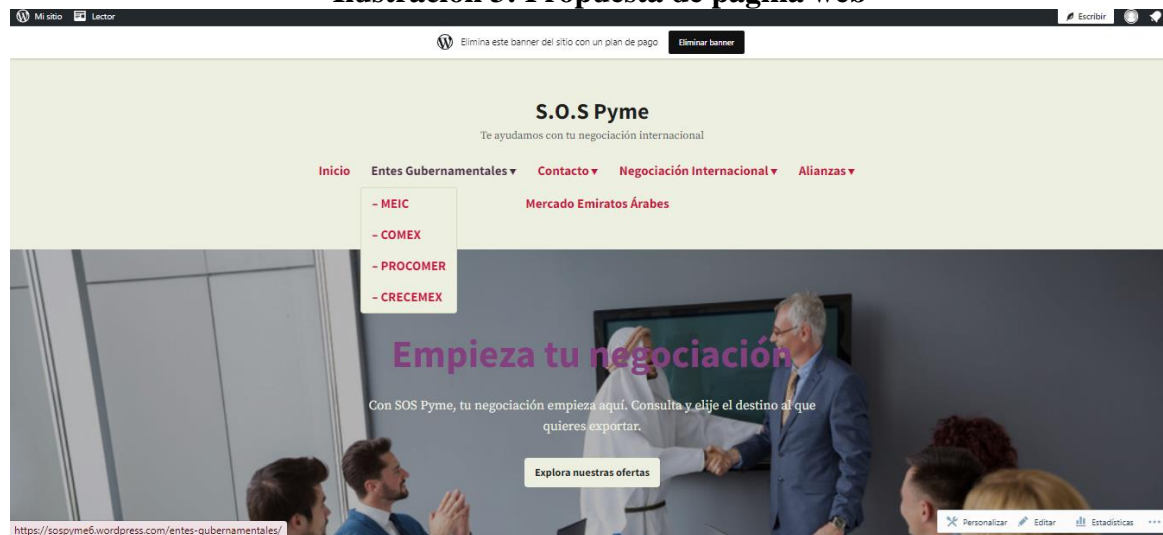 Ilustración 5. Propuesta de página web
Mi sitio Lector Escribir
Elimina este banner del sitio con un plan de pago Eliminar banner
S.O.S Pyme
Te ayudamos con tu negociación internacional
Inicio Entes Gubernamentales ▾ Contacto ▾ Negociación Internacional ▾ Alianzas ▾
– MEIC Mercado Emiratos Árabes
– COMEX
– PROCOMER
– CRECEMEX
Empieza tu negociación
Con SOS Pyme, tu negociación empieza aquí. Consulta y elije el destino al que
quieres exportar.
Explora nuestras ofertas
Personalizar Editar Estadísticas ...
https://sospyme6.wordpress.com/entes-gubernamentales/